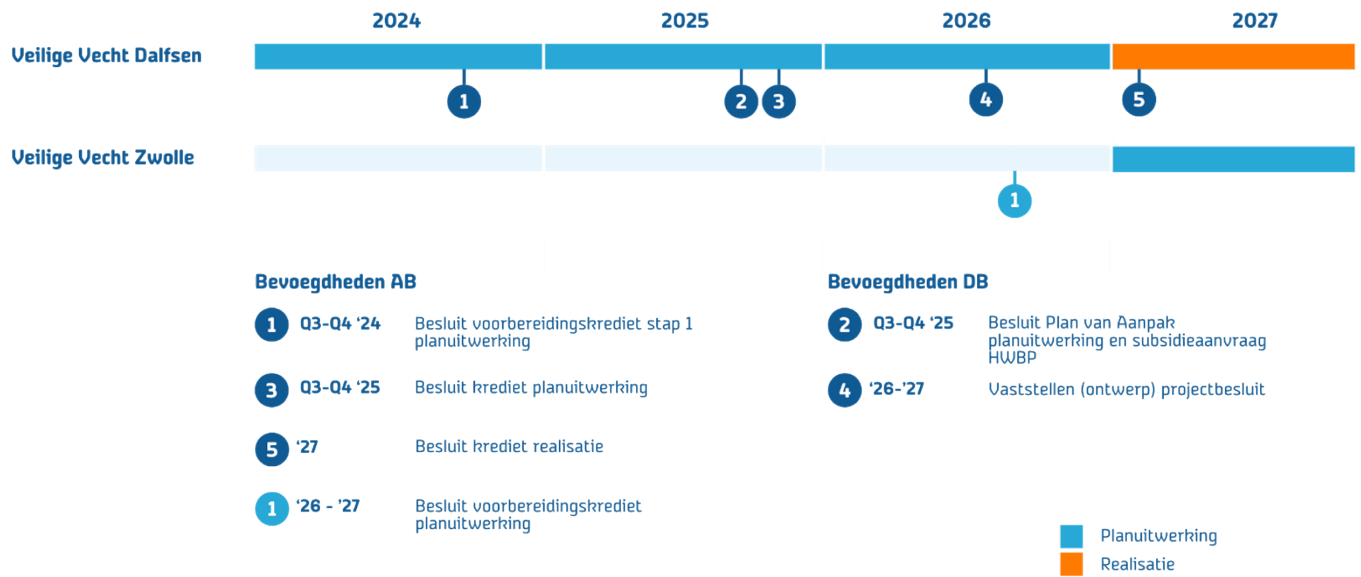 2024 2025 2026 2027
Veilige Vecht Dalfsen
1 2 3 4 5
Veilige Vecht Zwolle
1
Bevoegdheden AB
1 Q3-Q4 ‘24 Besluit voorbereidingskrediet stap 1
planuitwerking
3 Q3-Q4 ‘25 Besluit krediet planuitwerking
5 ‘27 Besluit krediet realisatie
1 ‘26 - ’27 Besluit voorbereidingskrediet
planuitwerking
Bevoegdheden DB
2 Q3-Q4 ‘25 Besluit Plan van Aanpak
planuitwerking en subsidieaanvraag
HWBP
4 ‘26-’27 Vaststellen (ontwerp) projectbesluit
Planuitwerking
Realisatie